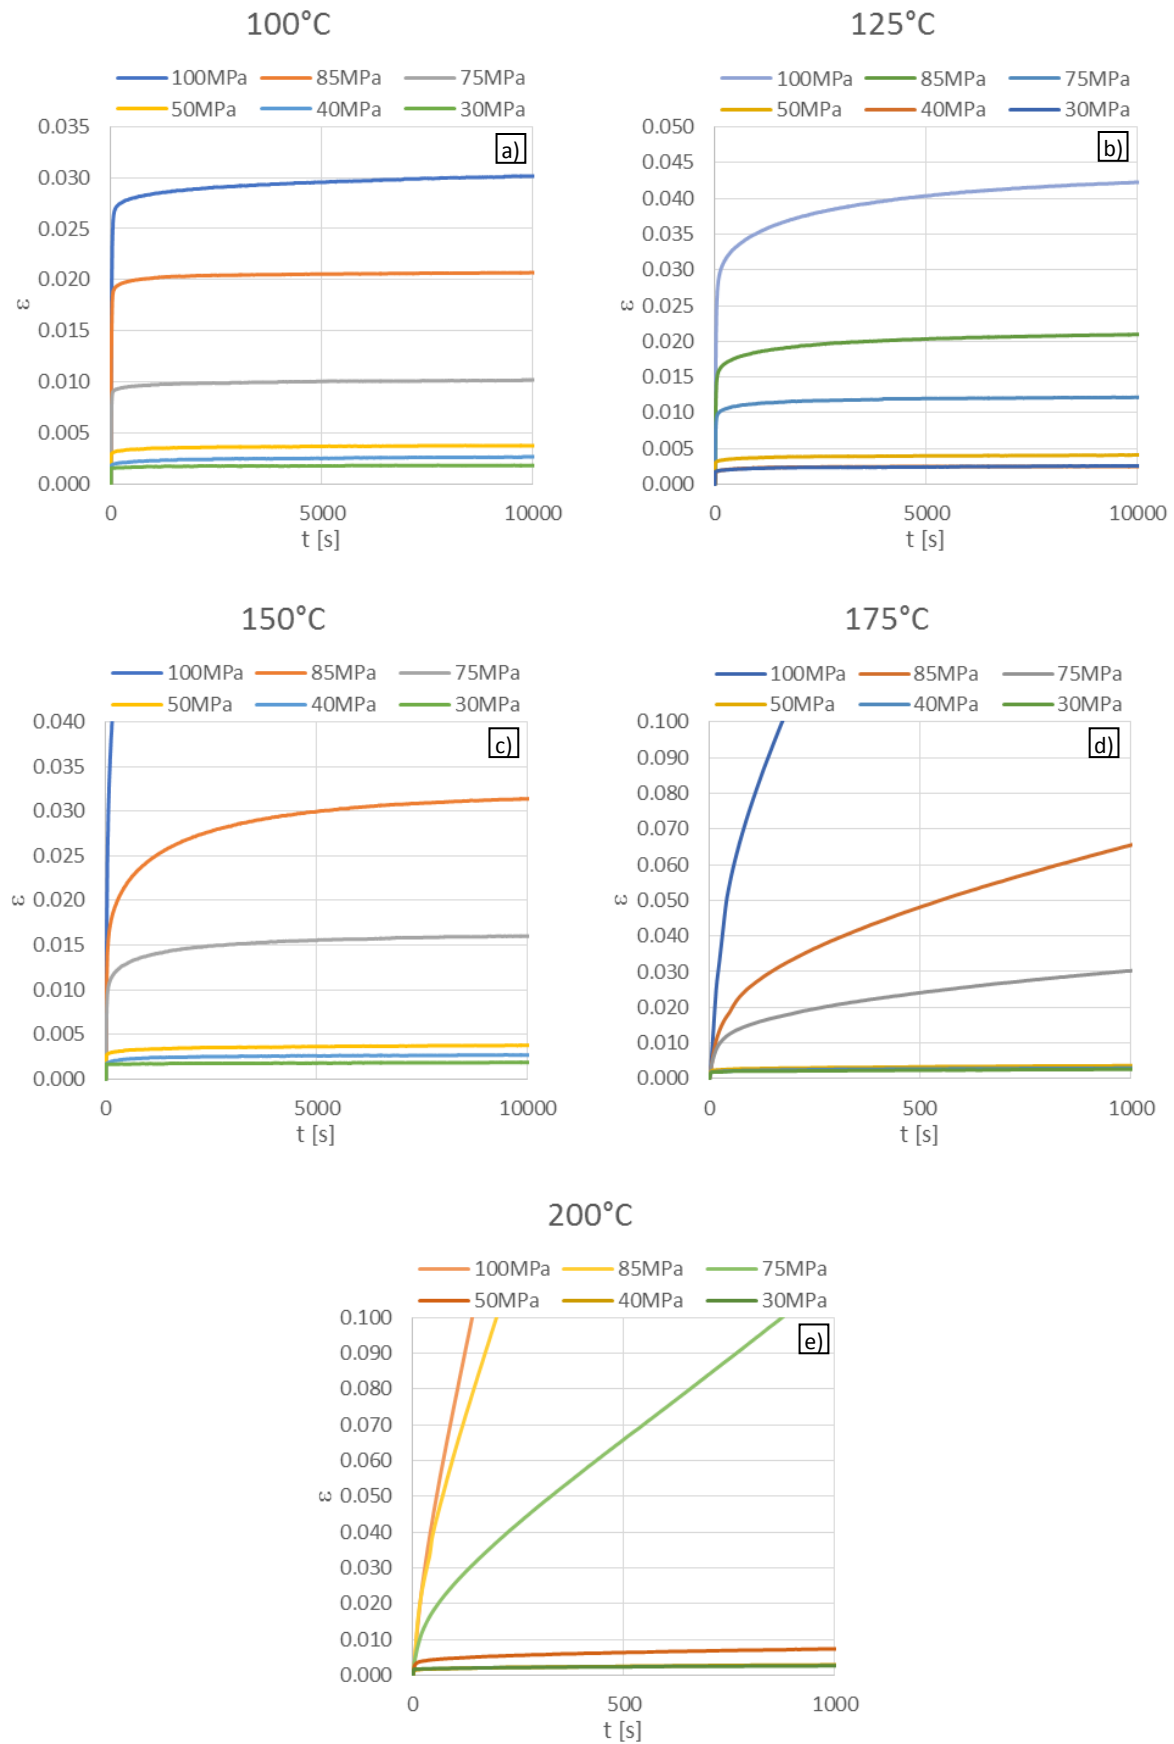 100°C
100MPa 85MPa 75MPa
50MPa 40MPa 30MPa
a)
0.035
0.030
0.025
0.020
0.015
0.010
0.005
0.000
ε
0 5000 10000
t [s]
125°C
100MPa 85MPa 75MPa
50MPa 40MPa 30MPa
b)
0.050
0.045
0.040
0.035
0.030
0.025
0.020
0.015
0.010
0.005
0.000
ε
0 5000 10000
t [s]
150°C
100MPa 85MPa 75MPa
50MPa 40MPa 30MPa
c)
0.040
0.035
0.030
0.025
0.020
0.015
0.010
0.005
0.000
ε
0 5000 10000
t [s]
175°C
100MPa 85MPa 75MPa
50MPa 40MPa 30MPa
d)
0.100
0.090
0.080
0.070
0.060
0.050
0.040
0.030
0.020
0.010
0.000
ε
0 500 1000
t [s]
200°C
100MPa 85MPa 75MPa
50MPa 40MPa 30MPa
e)
0.100
0.090
0.080
0.070
0.060
0.050
0.040
0.030
0.020
0.010
0.000
ε
0 500 1000
t [s]